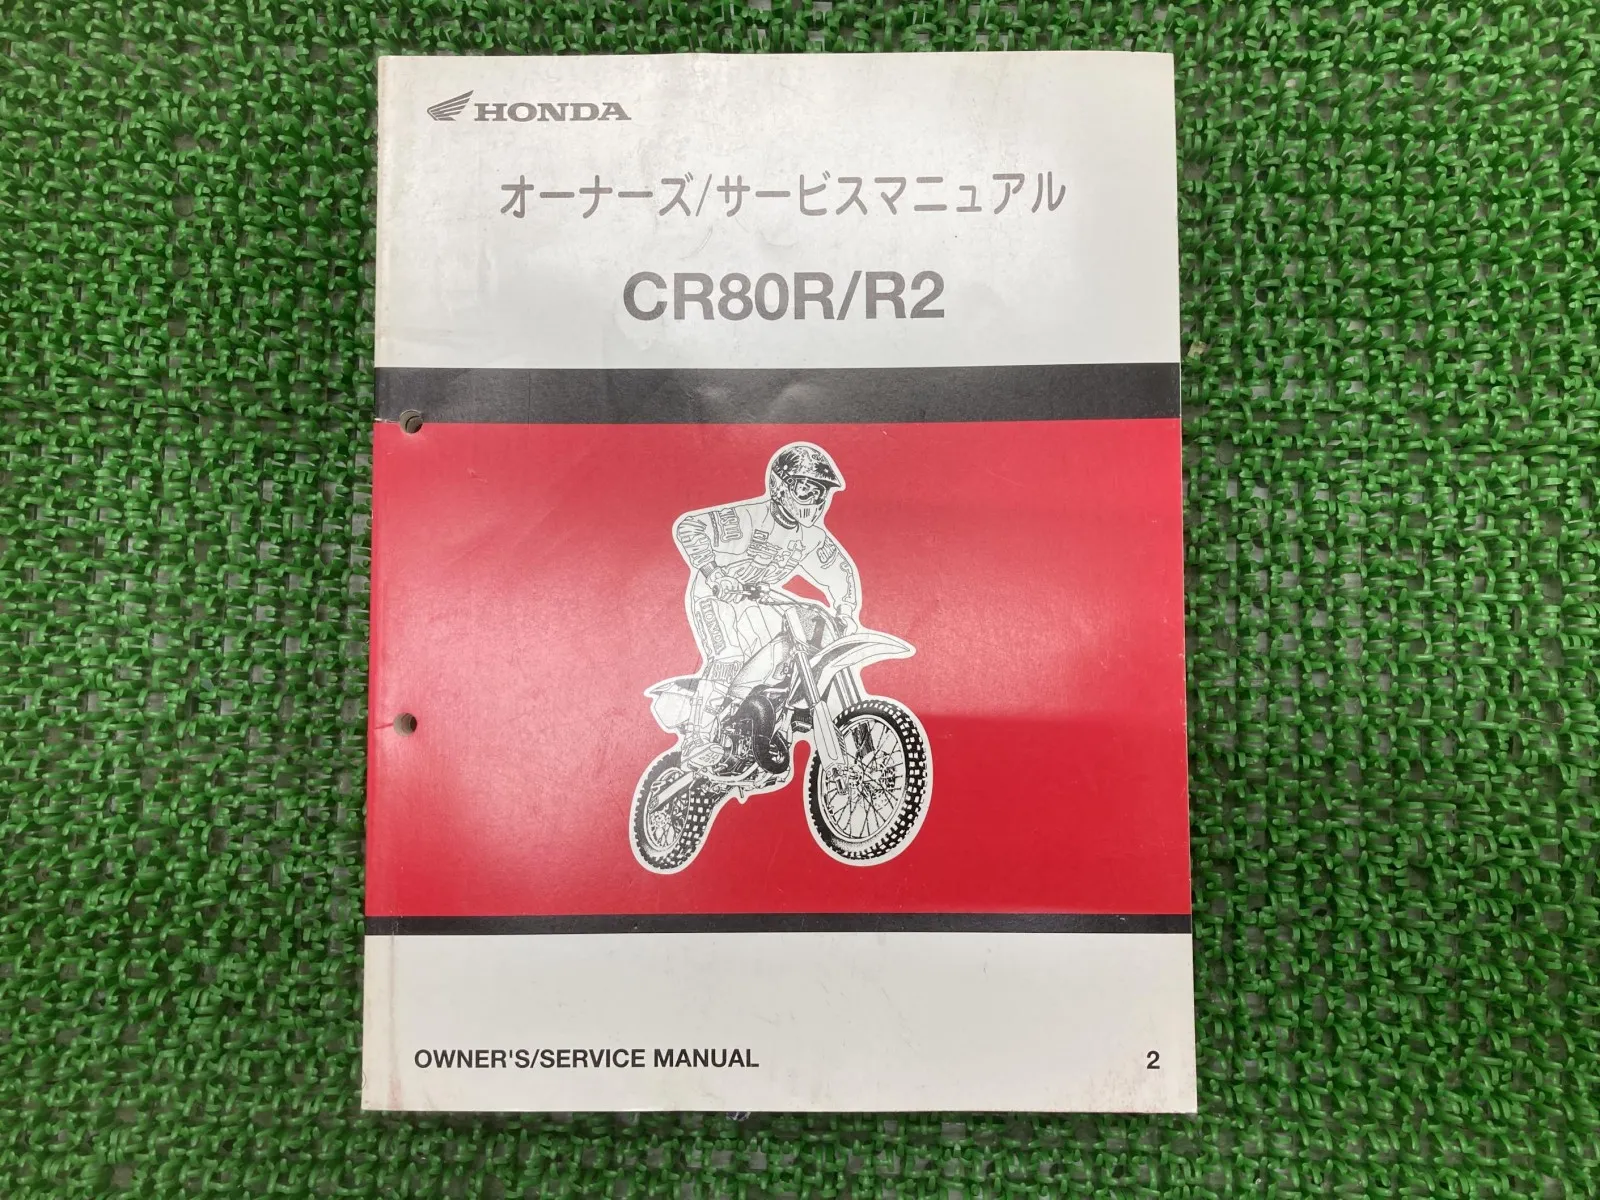 HONDA
オーナーズ/サービスマニュアル
CR80R/R2
HONDA
OWNER'S/SERVICE MANUAL
2